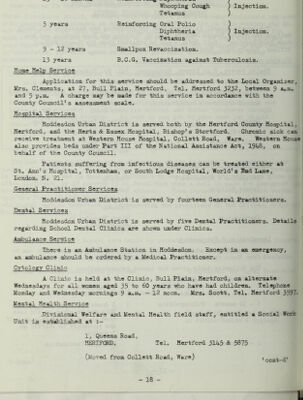 Whooping Cough ) Injection.
Tetanus )
5 years Reinforcing Oral Polio
Diphtheria ) Injection.
Tetanus )
9 - 12 years Smallpox Revaccination.
13 years B.C.G. Vaccination against Tuberculosis.
Home Help Service
Application for this service should be addressed to the Local Organiser,
Mrs. Clements, at 27, Bull Plain, Hertford. Tel. Hertford 3232, between 9 a.m.
and 5 p.m. A charge may be made for this service in accordance with the
County Council's assessment scale.
Hospital Services
Hoddesdon Urban District is served both by the Hertford County Hospital,
Hertford, and the Herts & Essex Hospital, Bishop's Stortford. Chronic sick can
receive treatment at Western House Hospital, Collett Road, Ware. Western House
also provides beds under Part III of the National Assistance Act, 1948, on
behalf of the County Council.
Patients suffering from infectious diseases can be treated either at
St. Ann's Hospital, Tottenham, or South Lodge Hospital, World's End Lane,
London, N. 21.
General Practitioner Services
Hoddesdon Urban District is served by fourteen General Practitioners.
Dental Services
Hoddesdon Urban District is served by five Dental Practitioners. Details
regarding School Dental Clinics are shown under Clinics.
Ambulance Service
There is an Ambulance Station in Hoddesdon. Except in an emergency,
an ambulance should be ordered by a Medical Practitioner.
Cytology Clinic
A Clinic is held at the Clinic, Bull Plain, Hertford, on alternate
Wednesdays for all women aged 35 to 60 years who have had children. Telephone
Monday and Wednesday mornings 9 a.m. - 12 noon. Mrs. Scott, Tel. Hertford 3997.
Mental Health Service
Divisional Welfare and Mental Health field staff, entitled a Social Work
Unit is established at :-
1, Queens Road,
HERTFORD. Tel. Hertford 5145 & 5875
(Moved from Collett Road, Ware)
'cont-d'
- 18 -